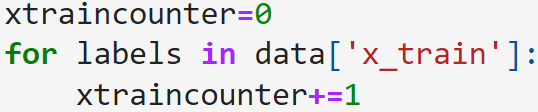 xtraincounter=0
for labels in data['x_train']:
    xtraincounter+=1